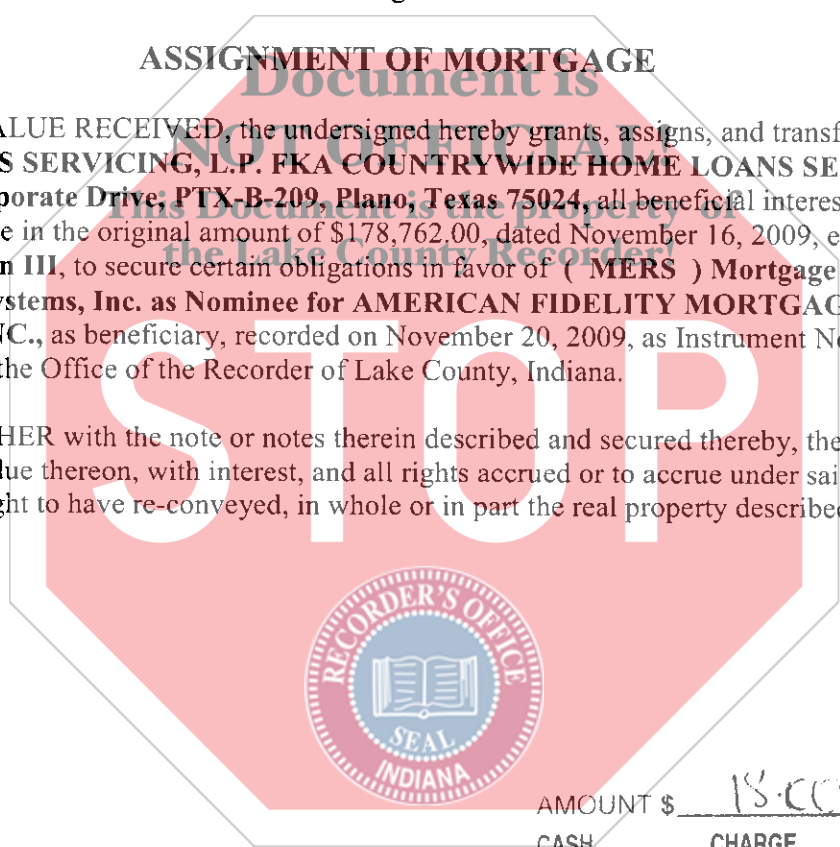 ASSIGNMENT OF MORTGAGE
Document is
ALUE RECEIVED, the undersigned hereby grants, assigns, and transf
NOT OFFICIAL!
S SERVICING, L.P. FKA COUNTRYWIDE HOME LOANS SE
porate Drive, PTX-B-209, Plano, Texas 75024, all beneficial interes
This Document is the property of
e in the original amount of $178,762.00, dated November 16, 2009, e
the Lake County Recorder!
n III, to secure certain obligations in favor of ( MERS ) Mortgage
ystems, Inc. as Nominee for AMERICAN FIDELITY MORTGAG
NC., as beneficiary, recorded on November 20, 2009, as Instrument N
the Office of the Recorder of Lake County, Indiana.
STOP
HER with the note or notes therein described and secured thereby, the
due thereon, with interest, and all rights accrued or to accrue under sai
ght to have re-conveyed, in whole or in part the real property describe
RECORDER'S OFFICE
SEAL
INDIANA
AMOUNT $
CASH CHARGE